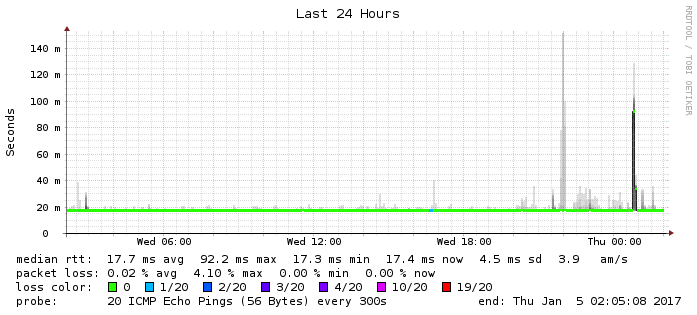 Last 24 Hours
RRDTOOL / TOBI OETIKER
Seconds
140 m
120 m
100 m
80 m
60 m
40 m
20 m
0
Wed 06:00 Wed 12:00 Wed 18:00 Thu 00:00
median rtt: 17.7 ms avg 92.2 ms max 17.3 ms min 17.4 ms now 4.5 ms sd 3.9 am/s
packet loss: 0.02 % avg 4.10 % max 0.00 % min 0.00 % now
loss color: 0 1/20 2/20 3/20 4/20 10/20 19/20
probe: 20 ICMP Echo Pings (56 Bytes) every 300s end: Thu Jan 5 02:05:08 2017